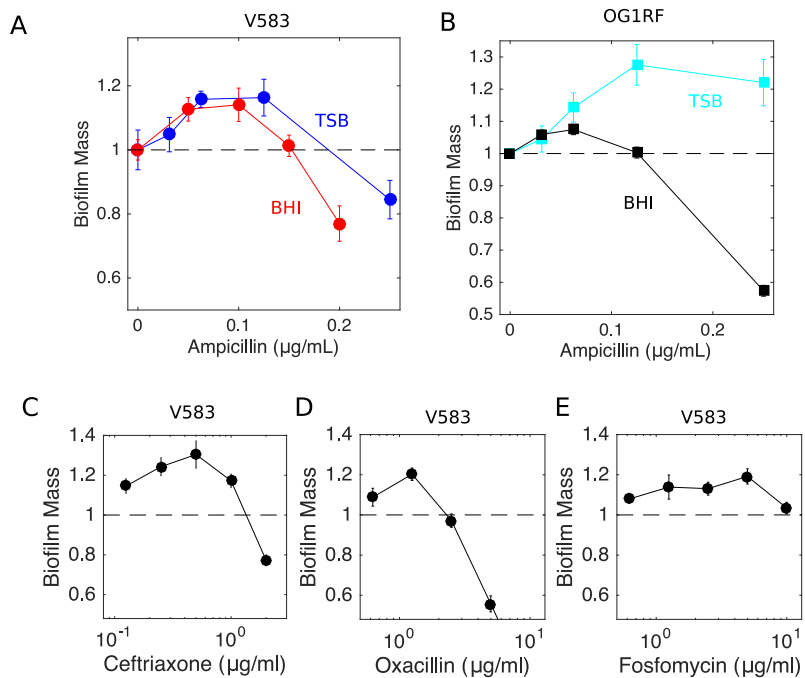 A
V583
1.2
1
0.8
0.6
Biofilm Mass
TSB
BHI
0
0.1
0.2
Ampicillin (µg/mL)
B
OG1RF
1.3
1.2
1.1
1
0.9
0.8
0.7
0.6
0.5
Biofilm Mass
TSB
BHI
0
0.2
Ampicillin (µg/mL)
C
V583
1.4
1.2
1
0.8
0.6
Biofilm Mass
10⁻¹
10⁰
Ceftriaxone (µg/ml)
D
V583
1.4
1.2
1
0.8
0.6
Biofilm Mass
10⁰
10¹
Oxacillin (µg/ml)
E
V583
1.4
1.2
1
0.8
0.6
Biofilm Mass
10⁰
10¹
Fosfomycin (µg/ml)